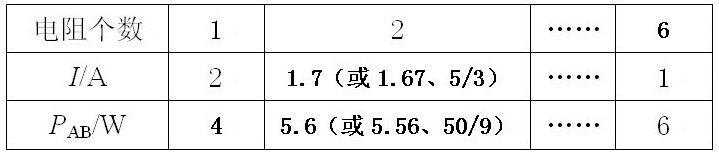 电阻个数 1 2 …… 6
I/A 2 1.7（或1.67、5/3） …… 1
PAB/W 4 5.6（或5.56、50/9） …… 6